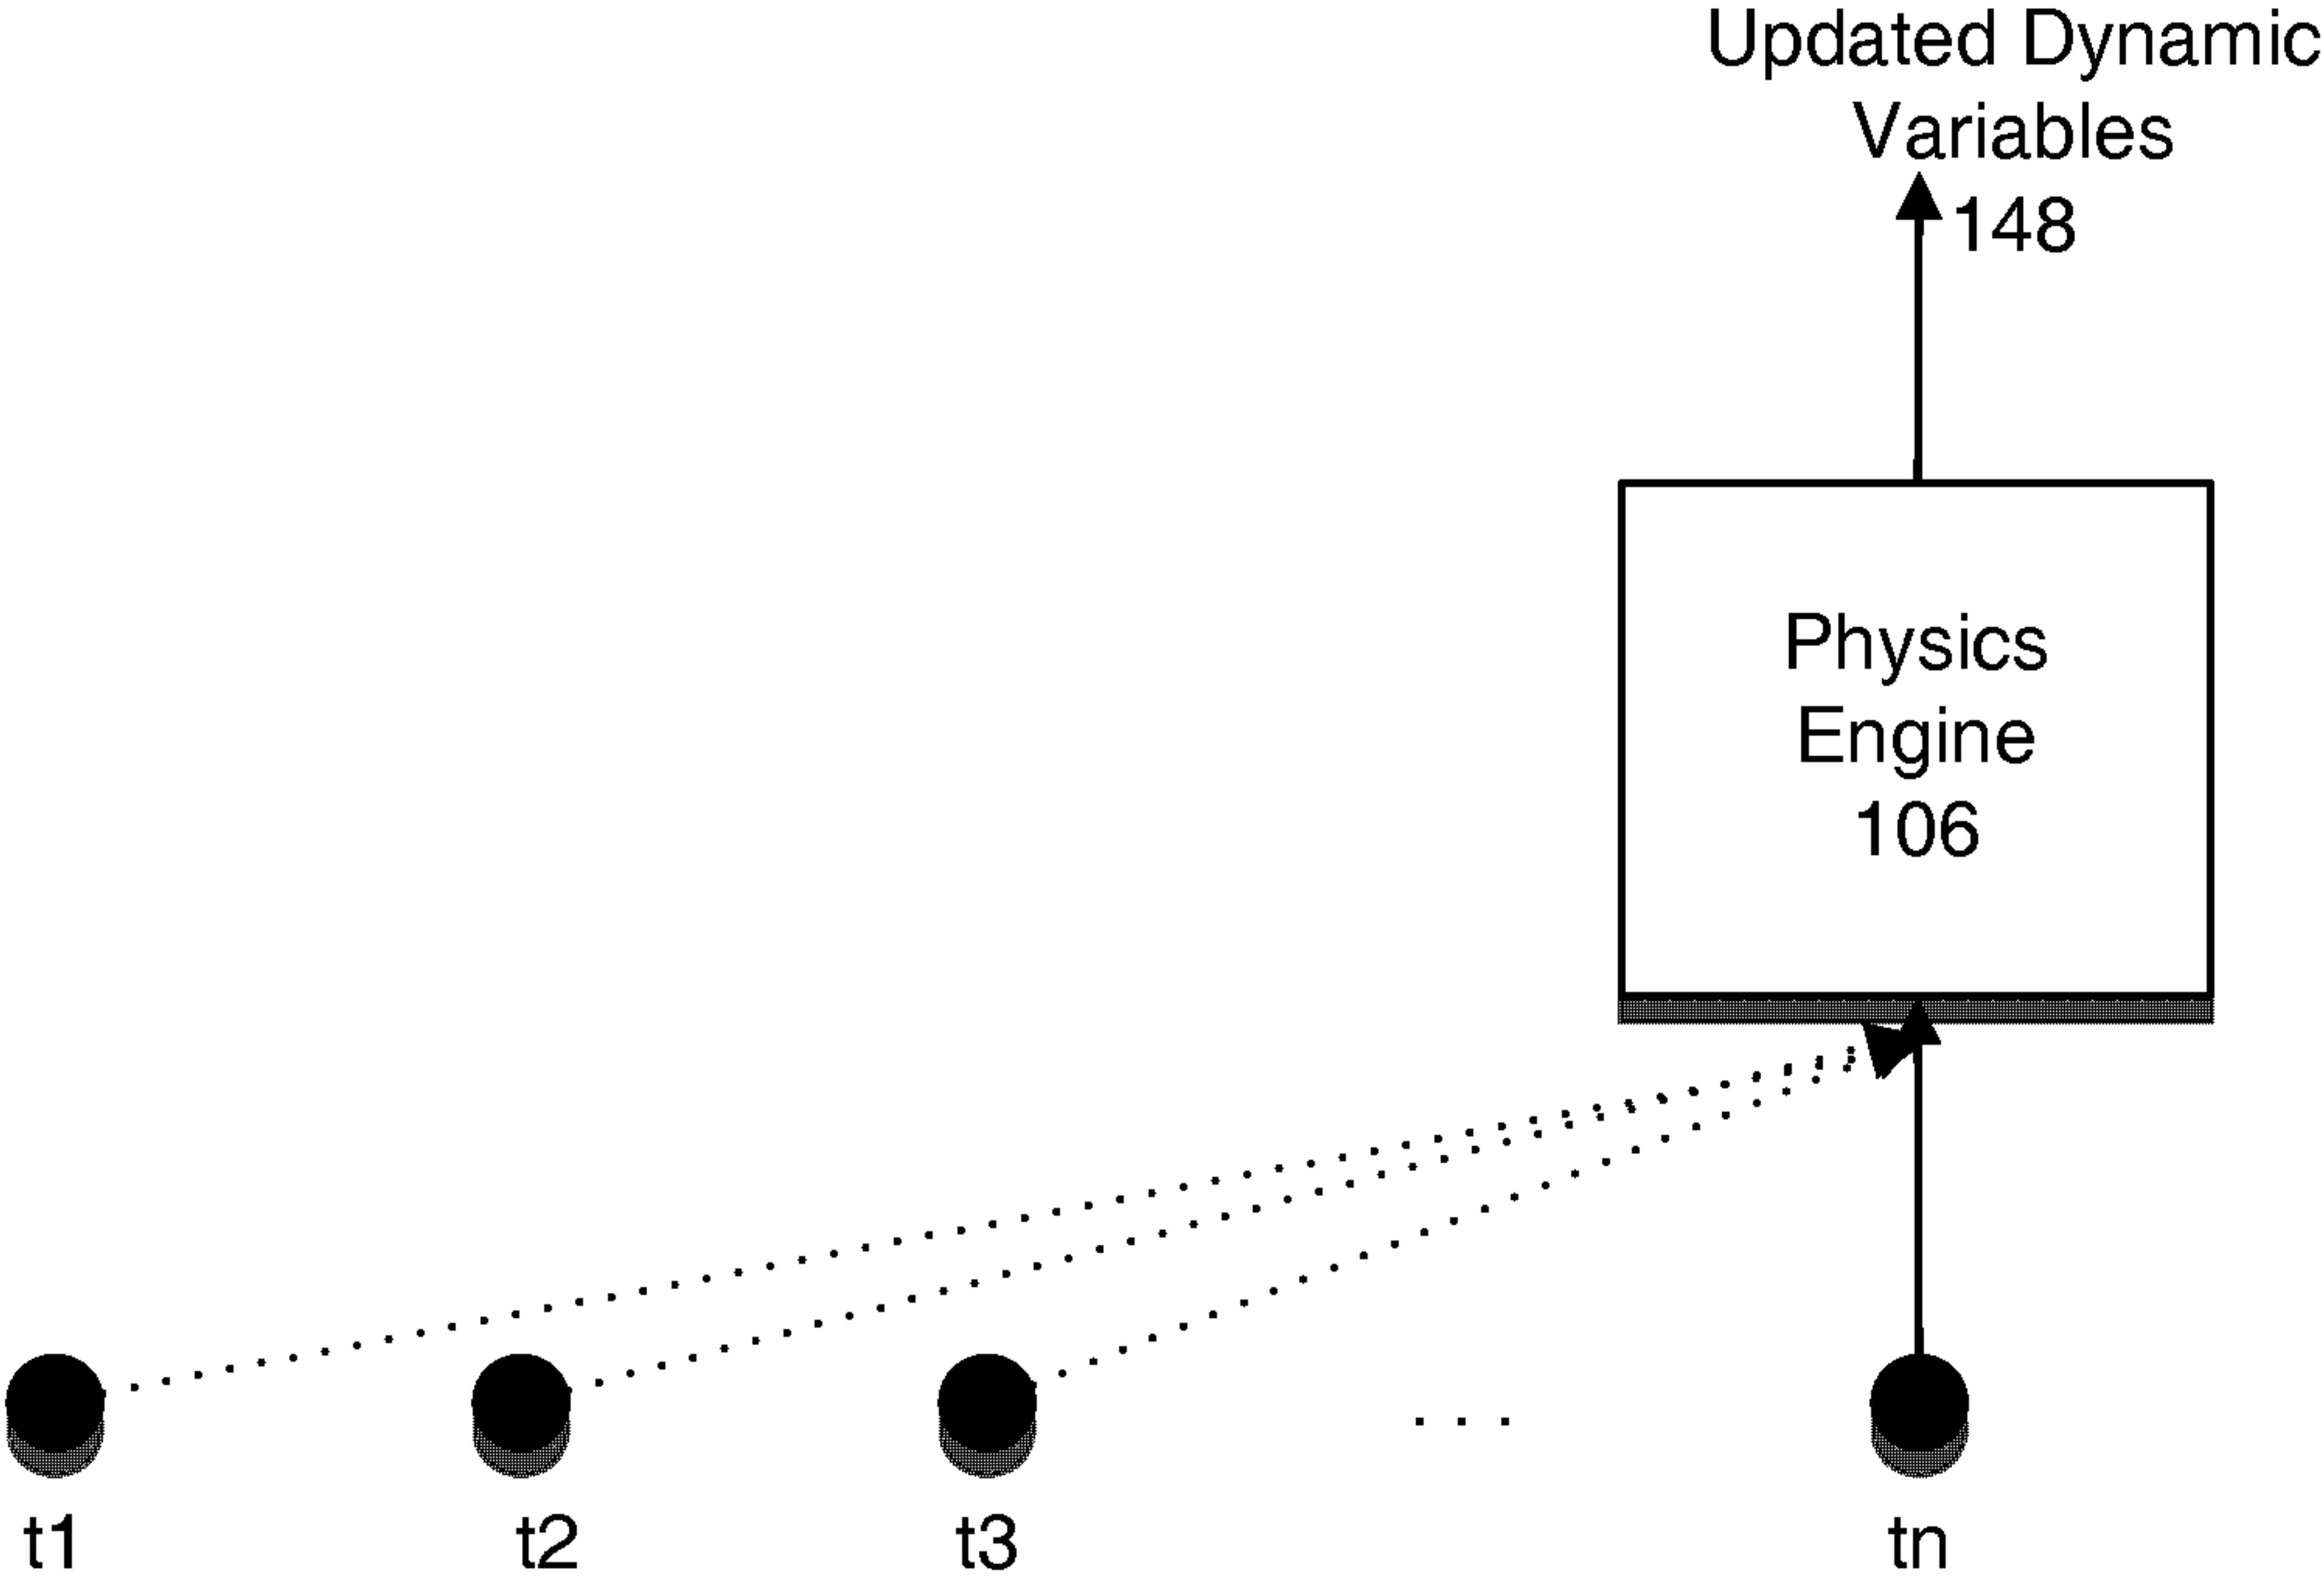 Updated Dynamic
Variables
148
Physics
Engine
106
. . .
t1 t2 t3 tn